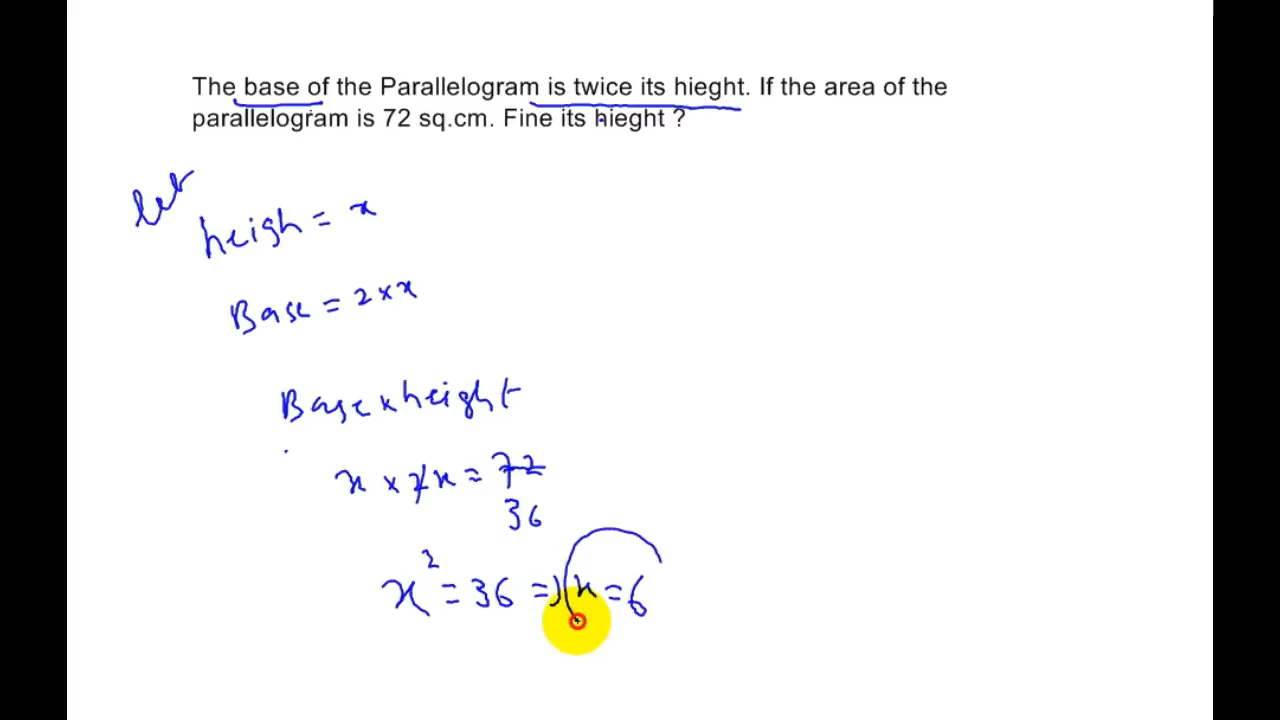 The base of the Parallelogram is twice its hieght. If the area of the
parallelogram is 72 sq.cm. Fine its hieght ?
let
heigh = x
Base = 2 × x
Base × height
x × 2x = 72
36
x² = 36 => x = 6